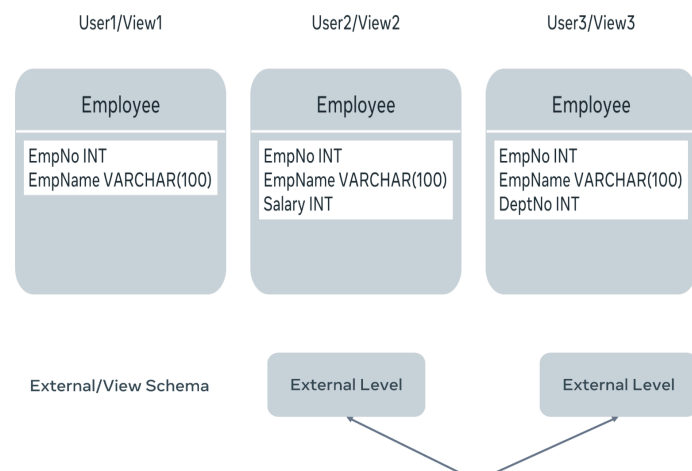 User1/View1
User2/View2
User3/View3
Employee
EmpNo INT
EmpName VARCHAR(100)
Employee
EmpNo INT
EmpName VARCHAR(100)
Salary INT
Employee
EmpNo INT
EmpName VARCHAR(100)
DeptNo INT
External/View Schema
External Level
External Level